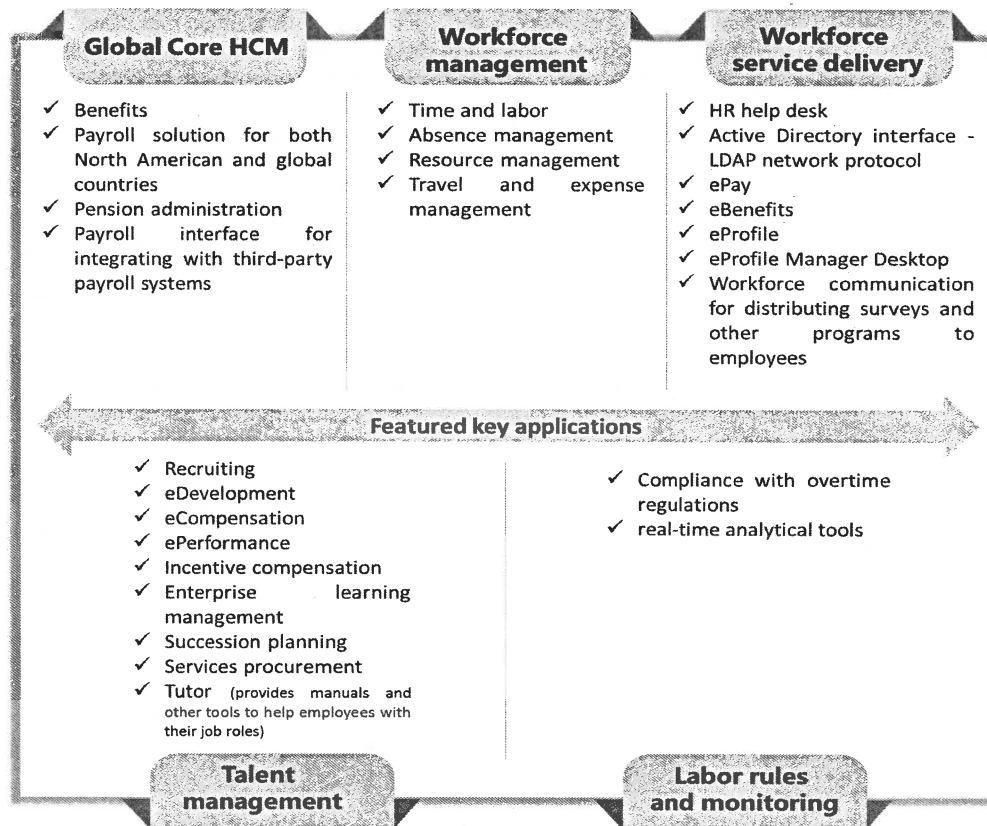 Global Core HCM
✓ Benefits
✓ Payroll solution for both
North American and global
countries
✓ Pension administration
✓ Payroll interface for
integrating with third-party
payroll systems
Workforce
management
✓ Time and labor
✓ Absence management
✓ Resource management
✓ Travel and expense
management
Workforce
service delivery
✓ HR help desk
✓ Active Directory interface -
LDAP network protocol
✓ ePay
✓ eBenefits
✓ eProfile
✓ eProfile Manager Desktop
✓ Workforce communication
for distributing surveys and
other programs to
employees
Featured key applications
✓ Recruiting
✓ eDevelopment
✓ eCompensation
✓ ePerformance
✓ Incentive compensation
✓ Enterprise learning
management
✓ Succession planning
✓ Services procurement
✓ Tutor (provides manuals and
other tools to help employees with
their job roles)
Talent
management
✓ Compliance with overtime
regulations
✓ real-time analytical tools
Labor rules
and monitoring